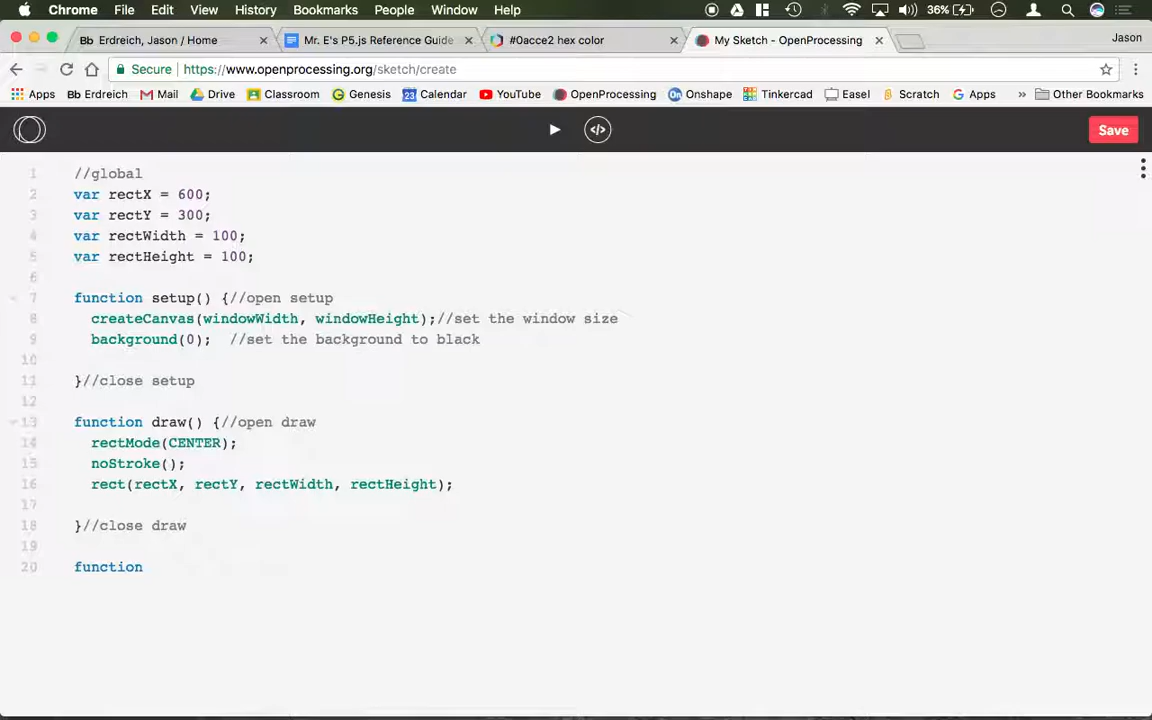 Chrome File Edit View History Bookmarks People Window Help 36%
Bb Erdreich, Jason / Home × Mr. E's P5.js Reference Guide × #0acce2 hex color × My Sketch - OpenProcessing × Jason
Secure https://www.openprocessing.org/sketch/create
Apps Bb Erdreich Mail Drive Classroom Genesis 23 Calendar YouTube OpenProcessing Onshape Tinkercad Easel Scratch Apps » Other Bookmarks
</> Save
1 //global
2 var rectX = 600;
3 var rectY = 300;
4 var rectWidth = 100;
5 var rectHeight = 100;
6
7 function setup() {//open setup
8 createCanvas(windowWidth, windowHeight);//set the window size
9 background(0); //set the background to black
10
11 }//close setup
12
13 function draw() {//open draw
14 rectMode(CENTER);
15 noStroke();
16 rect(rectX, rectY, rectWidth, rectHeight);
17
18 }//close draw
19
20 function